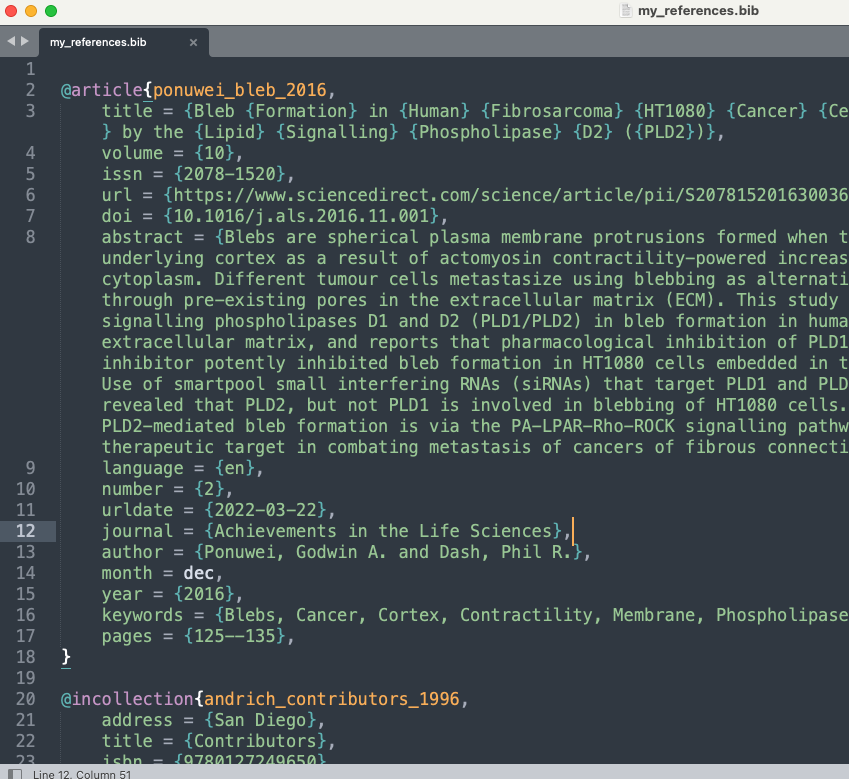 my_references.bib
my_references.bib ×
1
2 @article{ponuwei_bleb_2016,
3 title = {Bleb {Formation} in {Human} {Fibrosarcoma} {HT1080} {Cancer} {Ce
} by the {Lipid} {Signalling} {Phospholipase} {D2} ({PLD2})},
4 volume = {10},
5 issn = {2078-1520},
6 url = {https://www.sciencedirect.com/science/article/pii/S207815201630036
7 doi = {10.1016/j.als.2016.11.001},
8 abstract = {Blebs are spherical plasma membrane protrusions formed when t
underlying cortex as a result of actomyosin contractility-powered increas
cytoplasm. Different tumour cells metastasize using blebbing as alternati
through pre-existing pores in the extracellular matrix (ECM). This study
signalling phospholipases D1 and D2 (PLD1/PLD2) in bleb formation in huma
extracellular matrix, and reports that pharmacological inhibition of PLD1
inhibitor potently inhibited bleb formation in HT1080 cells embedded in t
Use of smartpool small interfering RNAs (siRNAs) that target PLD1 and PLD
revealed that PLD2, but not PLD1 is involved in blebbing of HT1080 cells.
PLD2-mediated bleb formation is via the PA-LPAR-Rho-ROCK signalling pathw
therapeutic target in combating metastasis of cancers of fibrous connecti
9 language = {en},
10 number = {2},
11 urldate = {2022-03-22},
12 journal = {Achievements in the Life Sciences},
13 author = {Ponuwei, Godwin A. and Dash, Phil R.},
14 month = dec,
15 year = {2016},
16 keywords = {Blebs, Cancer, Cortex, Contractility, Membrane, Phospholipase
17 pages = {125--135},
18 }
19
20 @incollection{andrich_contributors_1996,
21 address = {San Diego},
22 title = {Contributors},
23 isbn = {9780127249650}
Line 12, Column 51